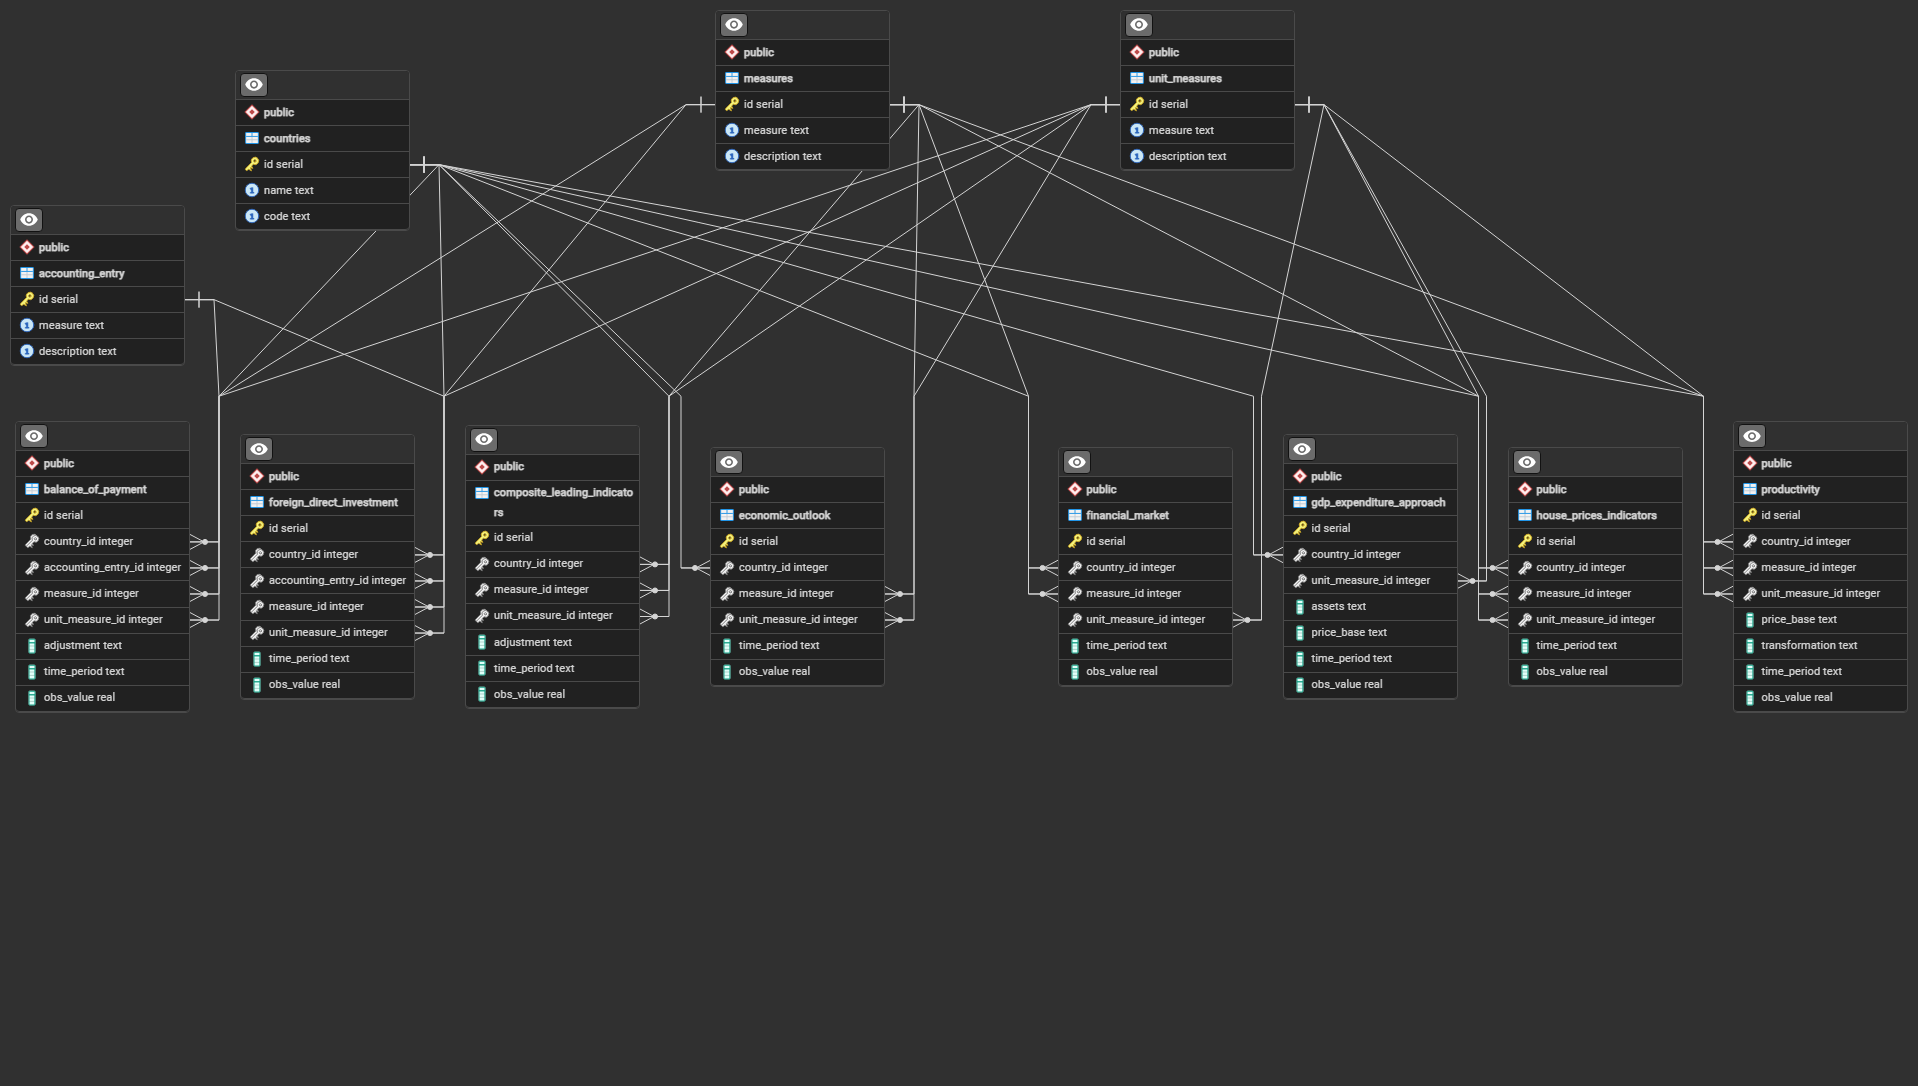 public
measures
id serial
measure text
description text
public
unit_measures
id serial
measure text
description text
public
countries
id serial
name text
code text
public
accounting_entry
id serial
measure text
description text
public
balance_of_payment
id serial
country_id integer
accounting_entry_id integer
measure_id integer
unit_measure_id integer
adjustment text
time_period text
obs_value real
public
foreign_direct_investment
id serial
country_id integer
accounting_entry_id integer
measure_id integer
unit_measure_id integer
time_period text
obs_value real
public
composite_leading_indicato
rs
id serial
country_id integer
measure_id integer
unit_measure_id integer
adjustment text
time_period text
obs_value real
public
economic_outlook
id serial
country_id integer
measure_id integer
unit_measure_id integer
time_period text
obs_value real
public
financial_market
id serial
country_id integer
measure_id integer
unit_measure_id integer
time_period text
obs_value real
public
gdp_expenditure_approach
id serial
country_id integer
unit_measure_id integer
assets text
price_base text
time_period text
obs_value real
public
house_prices_indicators
id serial
country_id integer
measure_id integer
unit_measure_id integer
time_period text
obs_value real
public
productivity
id serial
country_id integer
measure_id integer
unit_measure_id integer
price_base text
transformation text
time_period text
obs_value real